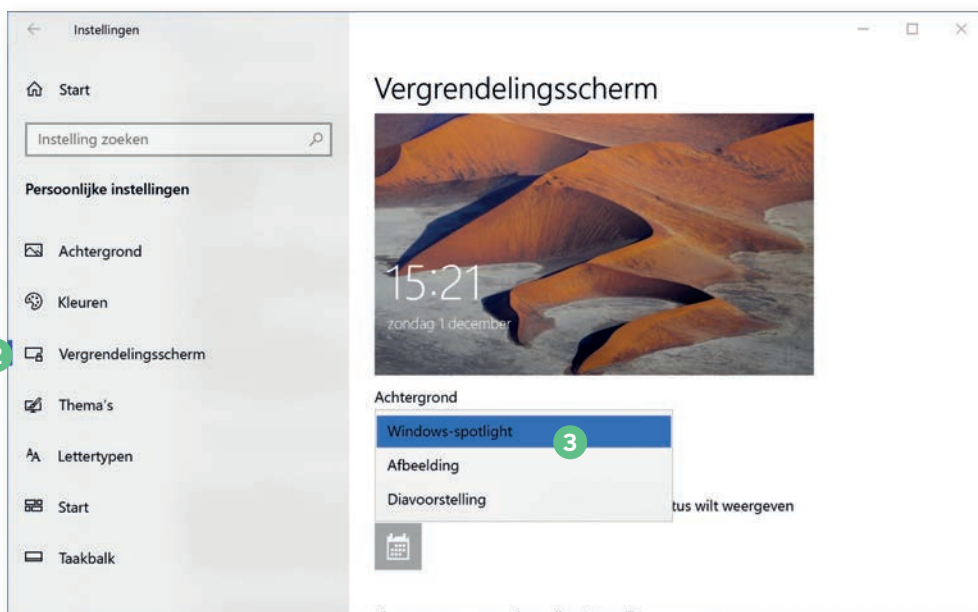 Instellingen
Start
Instelling zoeken
Persoonlijke instellingen
Achtergrond
Kleuren
2 Vergrendelingsscherm
Thema's
Lettertypen
Start
Taakbalk
Vergrendelingsscherm
15:21
zondag 1 december
Achtergrond
Windows-spotlight 3
Afbeelding
Diavoorstelling
tus wilt weergeven